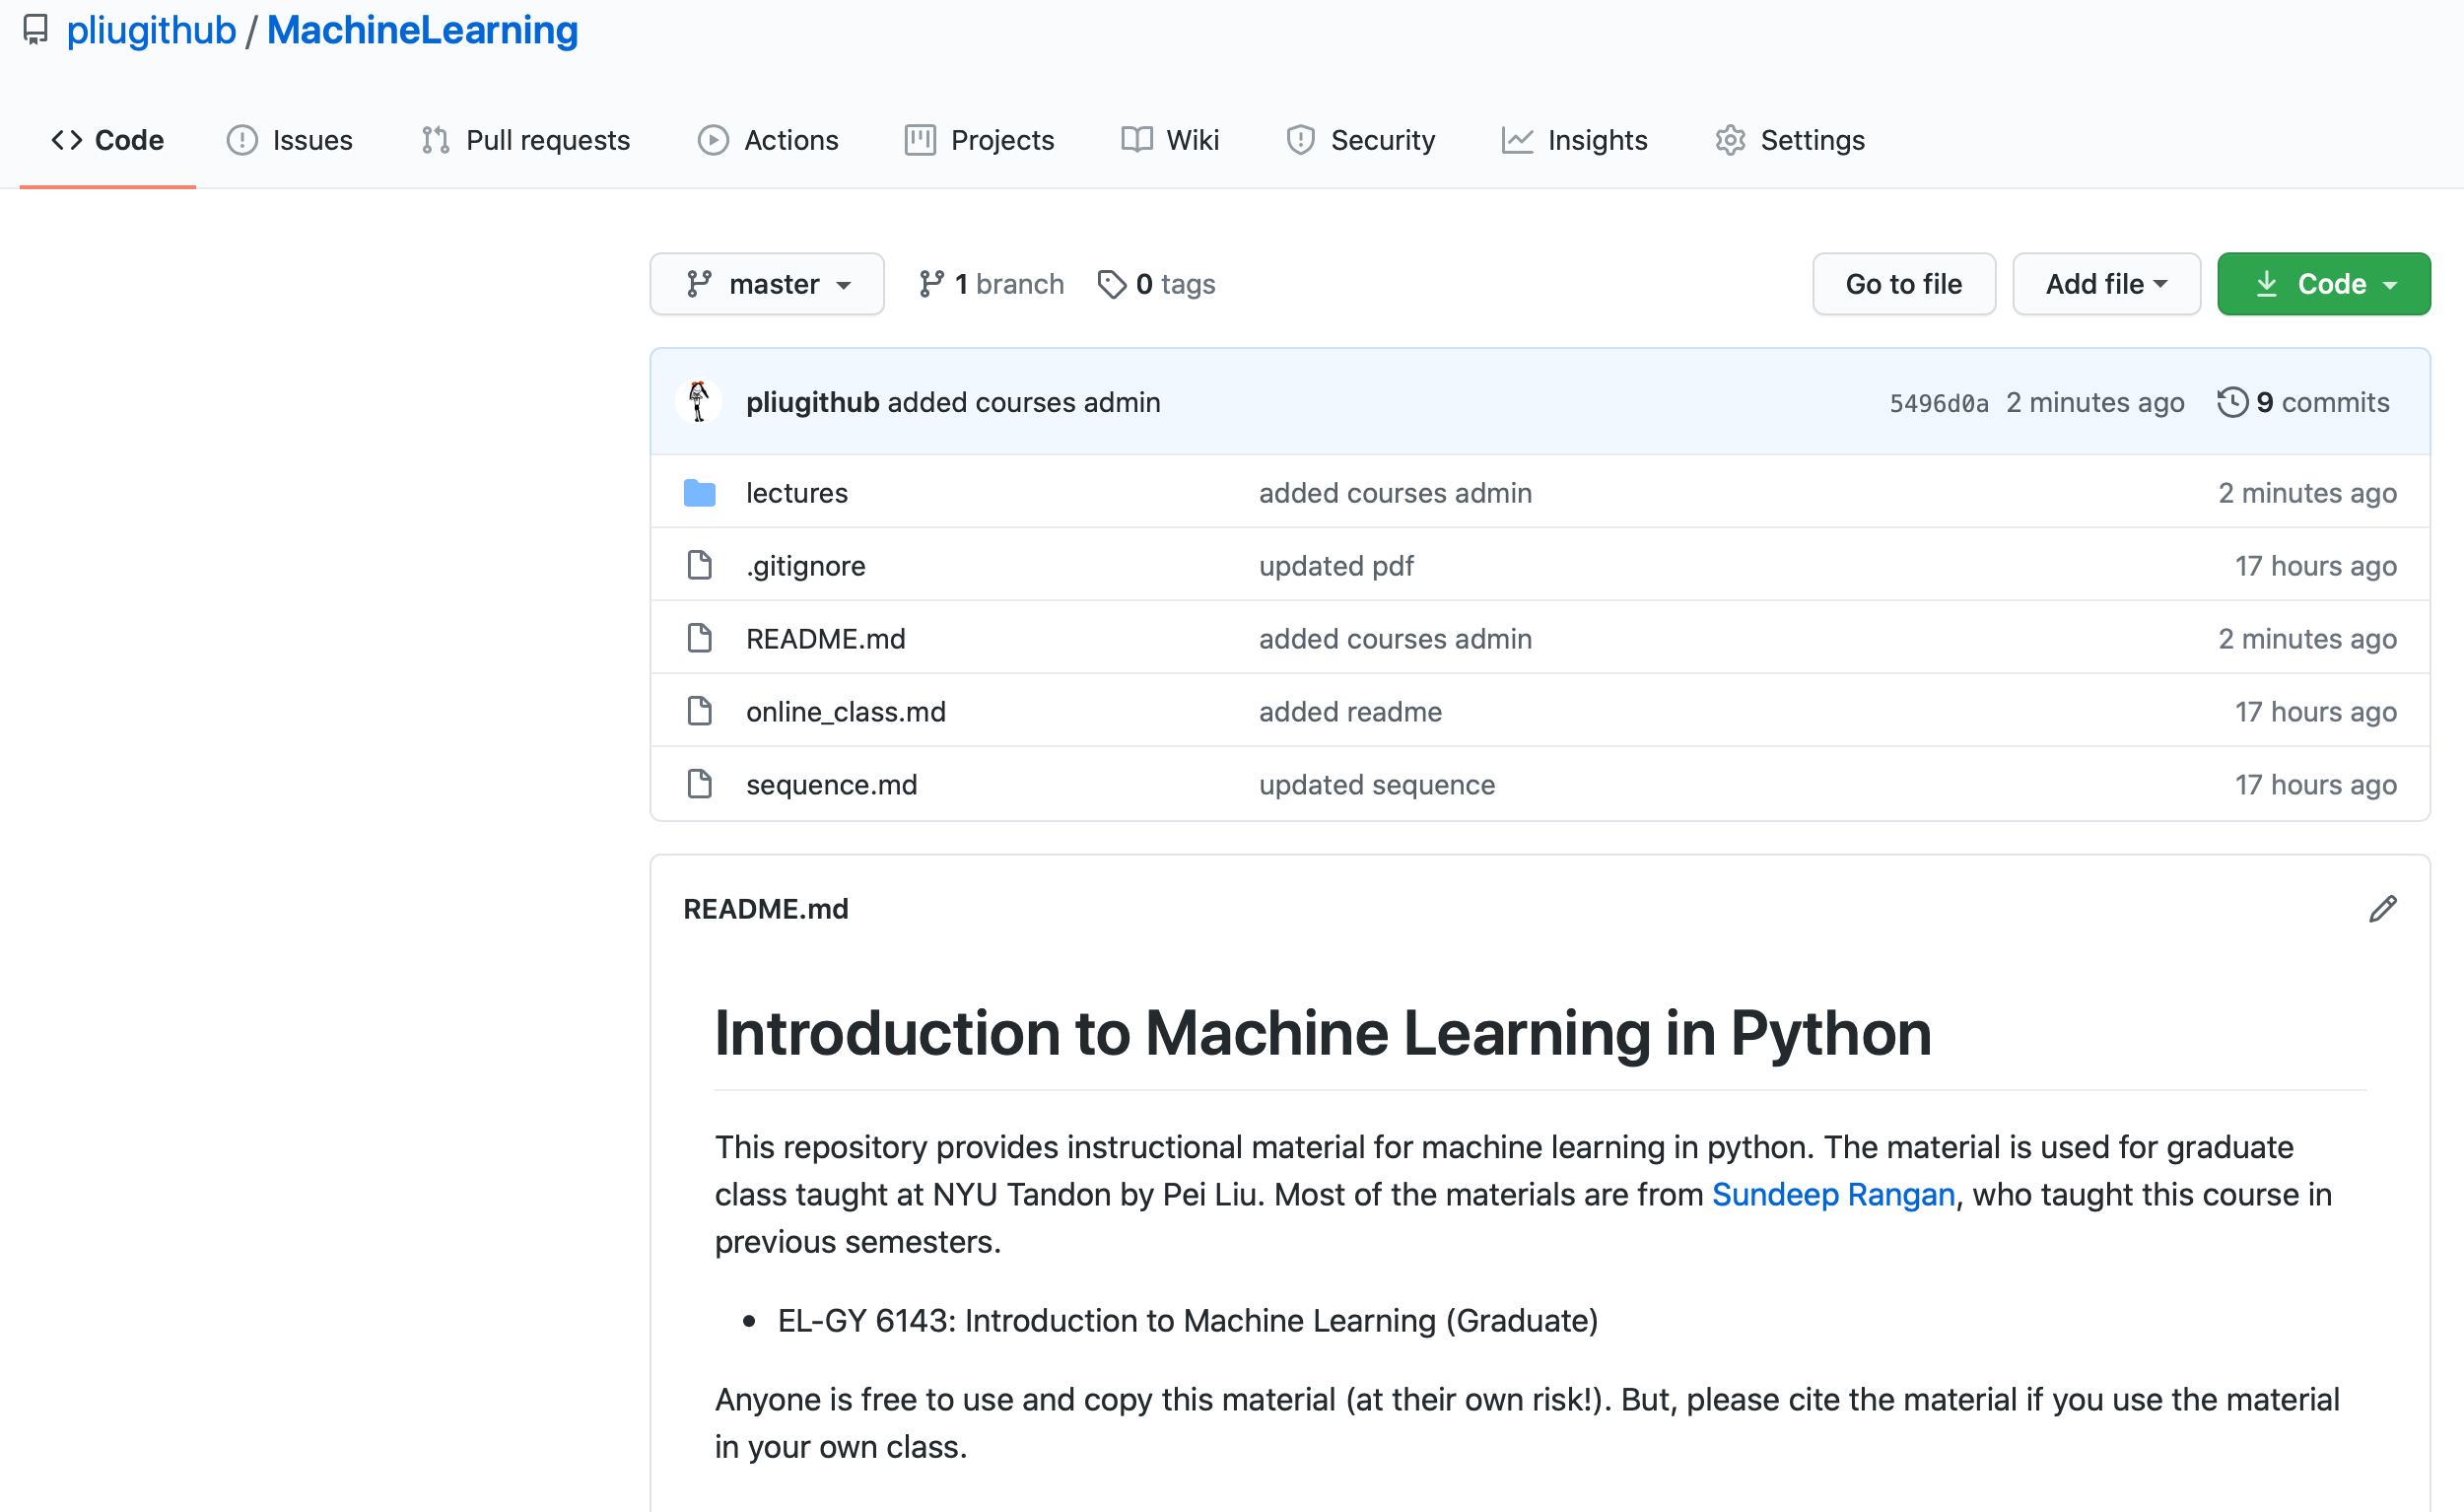 pliugithub / MachineLearning
Code Issues Pull requests Actions Projects Wiki Security Insights Settings
master 1 branch 0 tags Go to file Add file Code
pliugithub added courses admin 5496d0a 2 minutes ago 9 commits
lectures added courses admin 2 minutes ago
.gitignore updated pdf 17 hours ago
README.md added courses admin 2 minutes ago
online_class.md added readme 17 hours ago
sequence.md updated sequence 17 hours ago
README.md
Introduction to Machine Learning in Python
This repository provides instructional material for machine learning in python. The material is used for graduate
class taught at NYU Tandon by Pei Liu. Most of the materials are from Sundeep Rangan, who taught this course in
previous semesters.
• EL-GY 6143: Introduction to Machine Learning (Graduate)
Anyone is free to use and copy this material (at their own risk!). But, please cite the material if you use the material
in your own class.